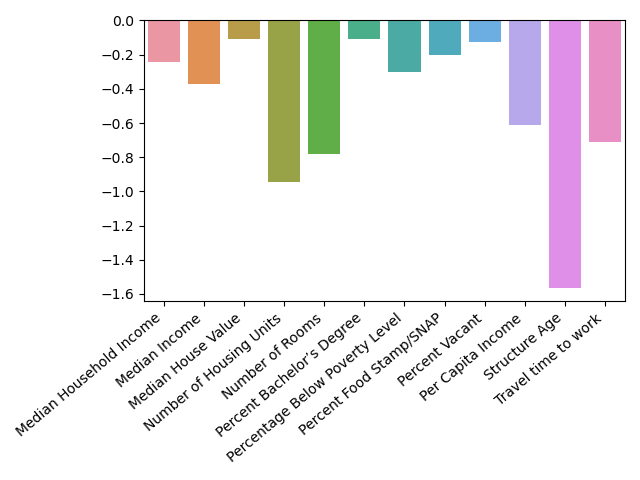 0.0
−0.2
−0.4
−0.6
−0.8
−1.0
−1.2
−1.4
−1.6
Median Household Income
Median Income
Median House Value
Number of Housing Units
Number of Rooms
Percent Bachelor's Degree
Percentage Below Poverty Level
Percent Food Stamp/SNAP
Percent Vacant
Per Capita Income
Structure Age
Travel time to work